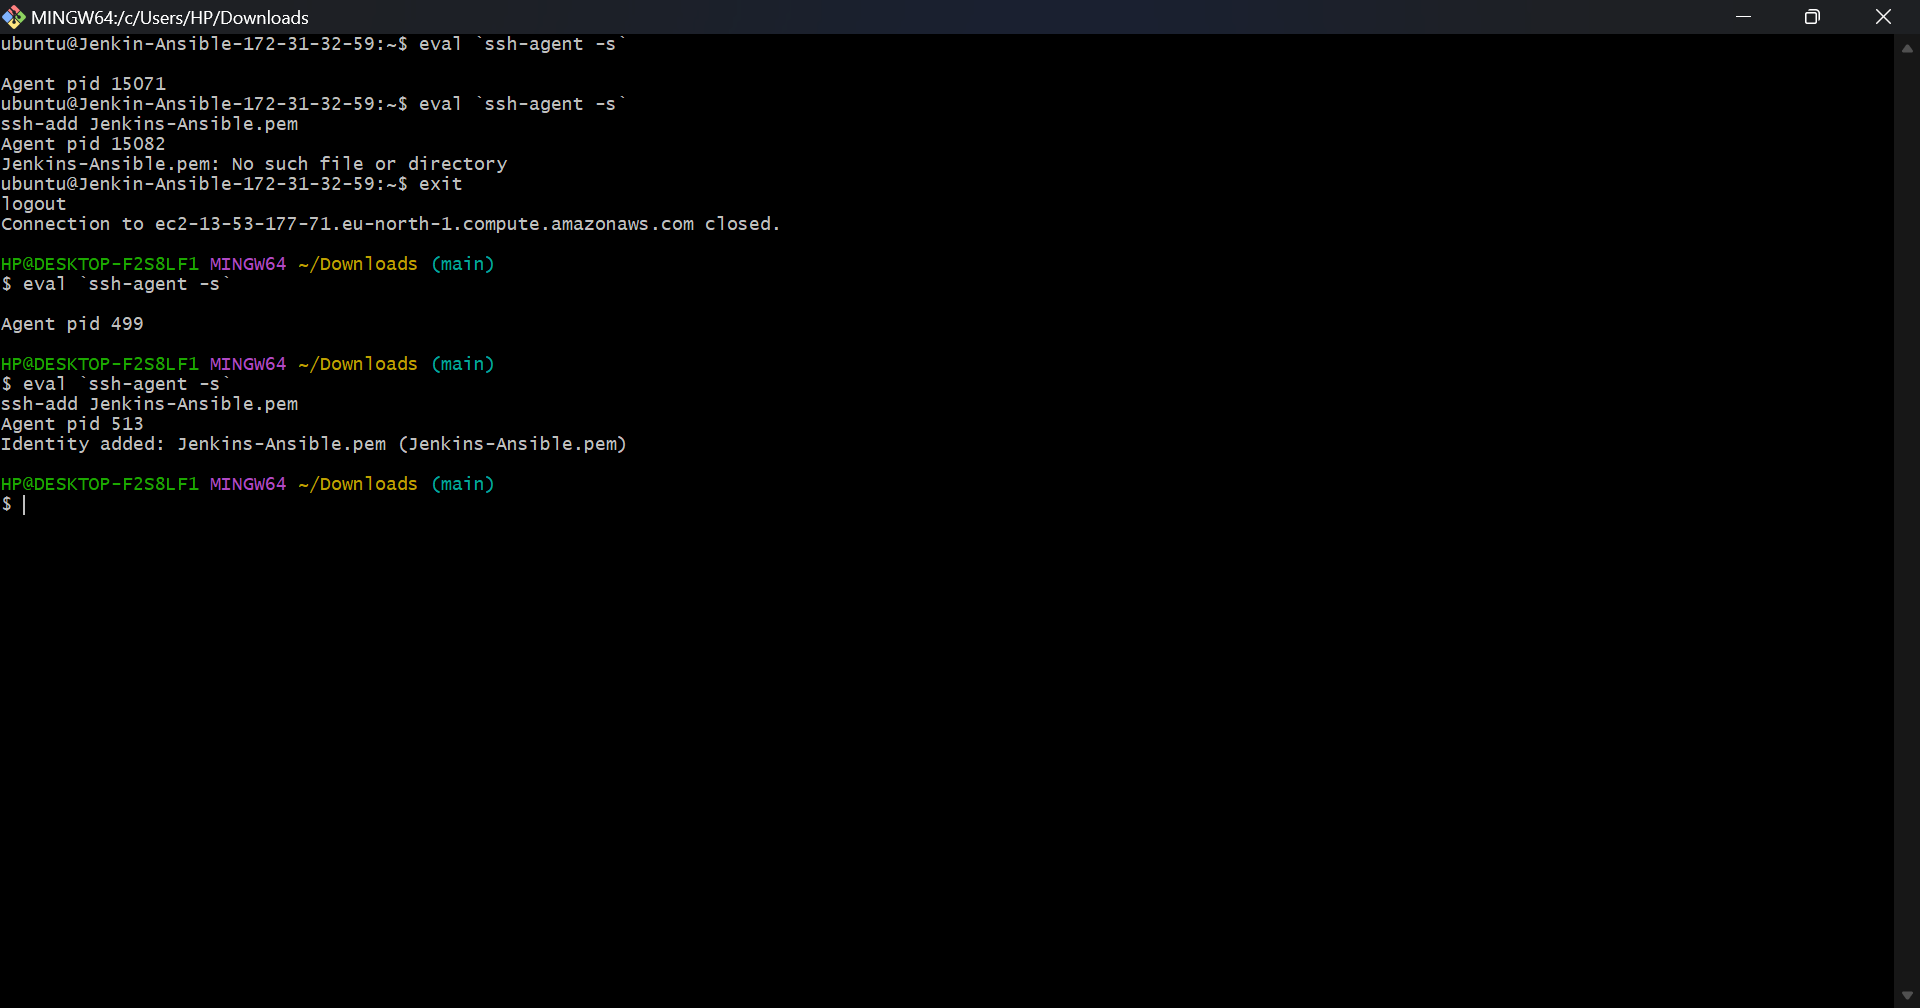 MINGW64:/c/Users/HP/Downloads
ubuntu@Jenkin-Ansible-172-31-32-59:~$ eval `ssh-agent -s`
Agent pid 15071
ubuntu@Jenkin-Ansible-172-31-32-59:~$ eval `ssh-agent -s`
ssh-add Jenkins-Ansible.pem
Agent pid 15082
Jenkins-Ansible.pem: No such file or directory
ubuntu@Jenkin-Ansible-172-31-32-59:~$ exit
logout
Connection to ec2-13-53-177-71.eu-north-1.compute.amazonaws.com closed.
HP@DESKTOP-F2S8LF1 MINGW64 ~/Downloads (main)
$ eval `ssh-agent -s`
Agent pid 499
HP@DESKTOP-F2S8LF1 MINGW64 ~/Downloads (main)
$ eval `ssh-agent -s`
ssh-add Jenkins-Ansible.pem
Agent pid 513
Identity added: Jenkins-Ansible.pem (Jenkins-Ansible.pem)
HP@DESKTOP-F2S8LF1 MINGW64 ~/Downloads (main)
$